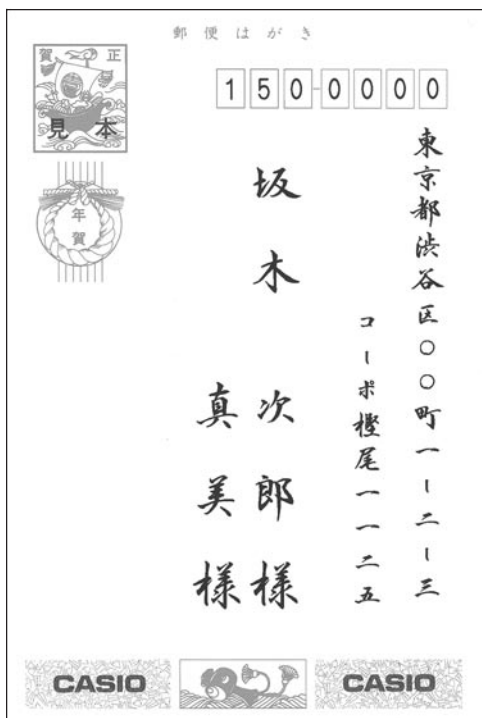 郵便はがき
賀正
見本
年賀
150-0000
東京都渋谷区○○町一ー二ー三
コーポ樫尾一一二五
坂木 次郎様
真美様
CASIO
CASIO